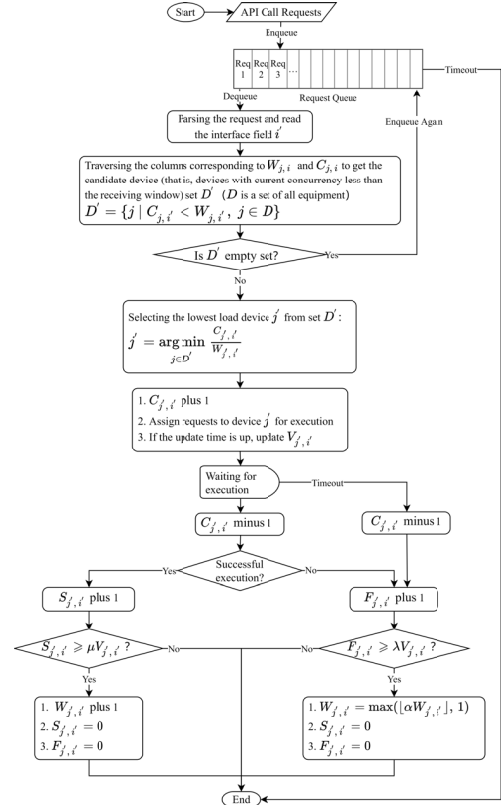 Start
API Call Requests
Enqueue
Req Req Req
1 2 3 ...
Timeout
Dequeue
Request Queue
Enqueue Again
Parsing the request and read
the interface field i′
Traversing the columns corresponding to W_{j,i} and C_{j,i} to get the
candidate device (that is, devices with current concurrency less than
the receiving window) set D′ (D is a set of all equipment)
D′ = {j | C_{j,i′} < W_{j,i′}, j ∈ D}
Is D′ empty set?
Yes
No
Selecting the lowest load device j′ from set D′:
j′ = arg min_{j∈D′} C_{j′,i′} / W_{j′,i′}
1. C_{j′,i′} plus 1
2. Assign requests to device j′ for execution
3. If the update time is up, update V_{j′,i′}
Waiting for
execution
Timeout
C_{j′,i′} minus 1
C_{j′,i′} minus 1
Successful
execution?
Yes
No
S_{j′,i′} plus 1
F_{j′,i′} plus 1
S_{j′,i′} ⩾ μV_{j′,i′} ?
No
No
F_{j′,i′} ⩾ λV_{j′,i′} ?
Yes
Yes
1. W_{j′,i′} plus 1
2. S_{j′,i′} = 0
3. F_{j′,i′} = 0
1. W_{j′,i′} = max(⌊αW_{j′,i′}⌋, 1)
2. S_{j′,i′} = 0
3. F_{j′,i′} = 0
End